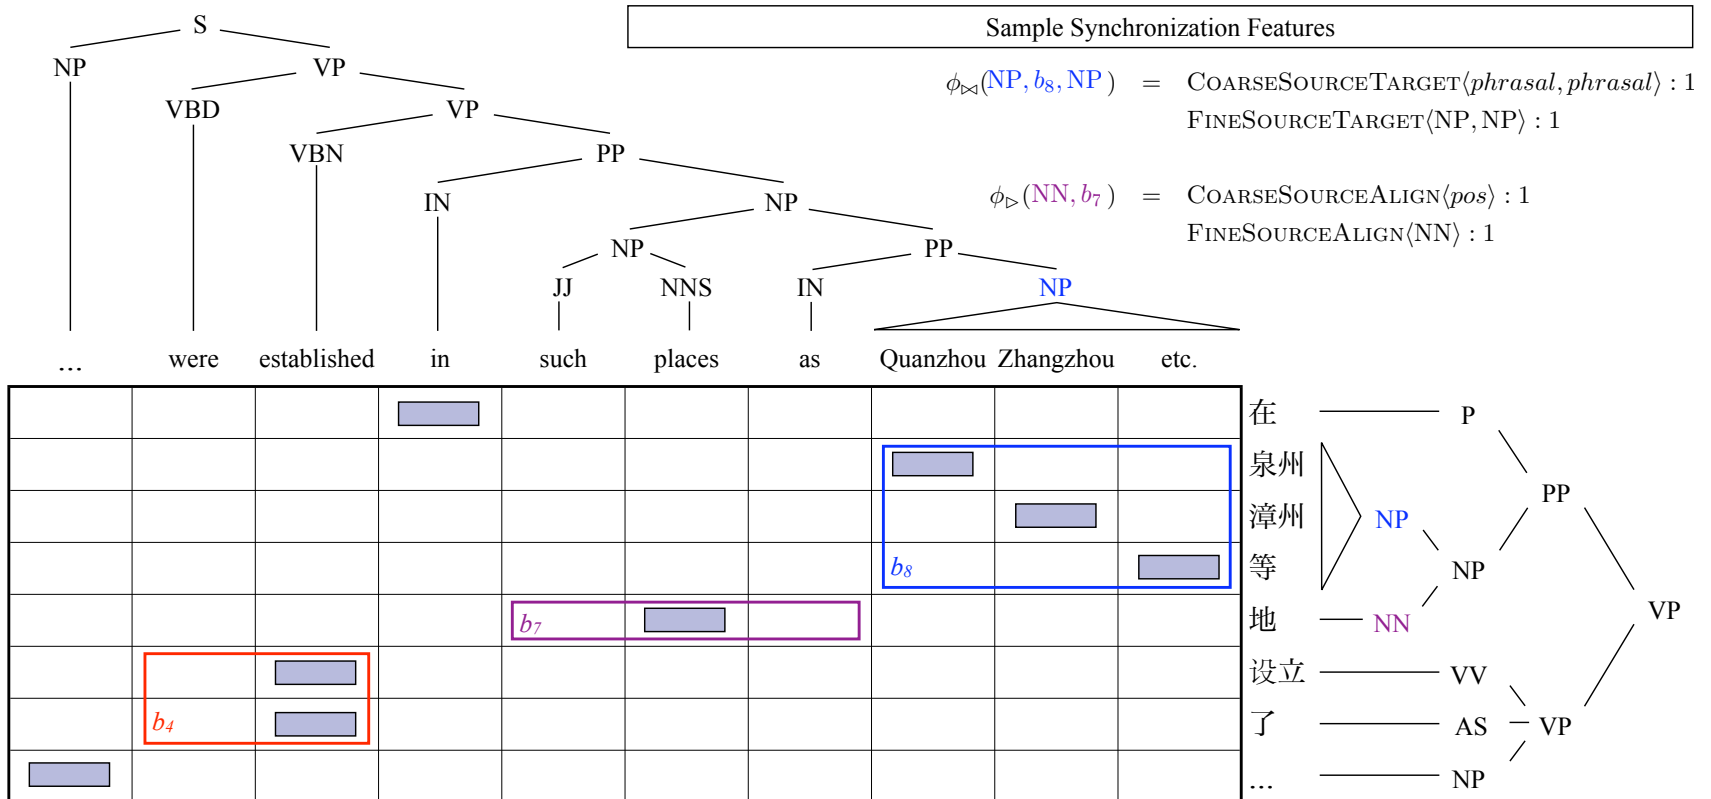 S
Sample Synchronization Features
NP VP
ϕ⋈(NP, b8, NP) = COARSESOURCETARGET⟨phrasal, phrasal⟩ : 1
FINESOURCETARGET⟨NP, NP⟩ : 1
VBD VP
VBN PP
ϕ▷(NN, b7) = COARSESOURCEALIGN⟨pos⟩ : 1
FINESOURCEALIGN⟨NN⟩ : 1
IN NP
NP PP
JJ NNS IN NP
... were established in such places as Quanzhou Zhangzhou etc.
在 P
泉州
PP
漳州 NP
b8 等 NP
b7 地 NN VP
设立 VV
b4 了 AS VP
... NP